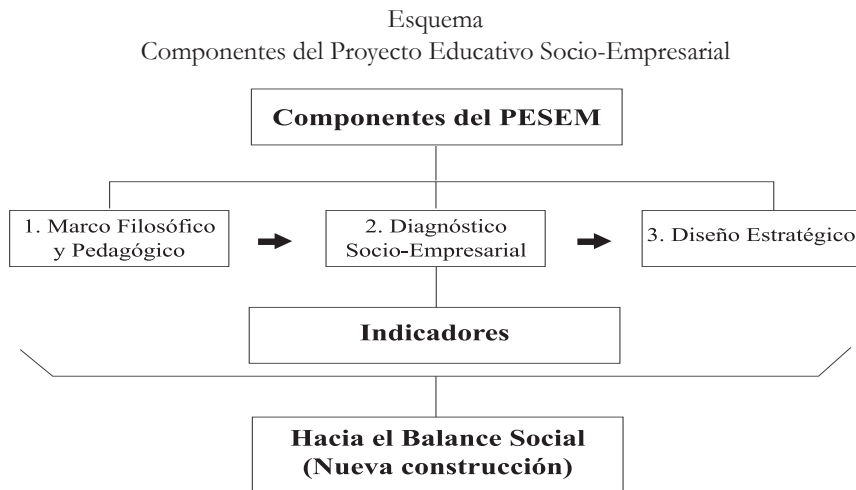 Esquema
Componentes del Proyecto Educativo Socio-Empresarial
Componentes del PESEM
1. Marco Filosófico
y Pedagógico
2. Diagnóstico
Socio-Empresarial
3. Diseño Estratégico
Indicadores
Hacia el Balance Social
(Nueva construcción)